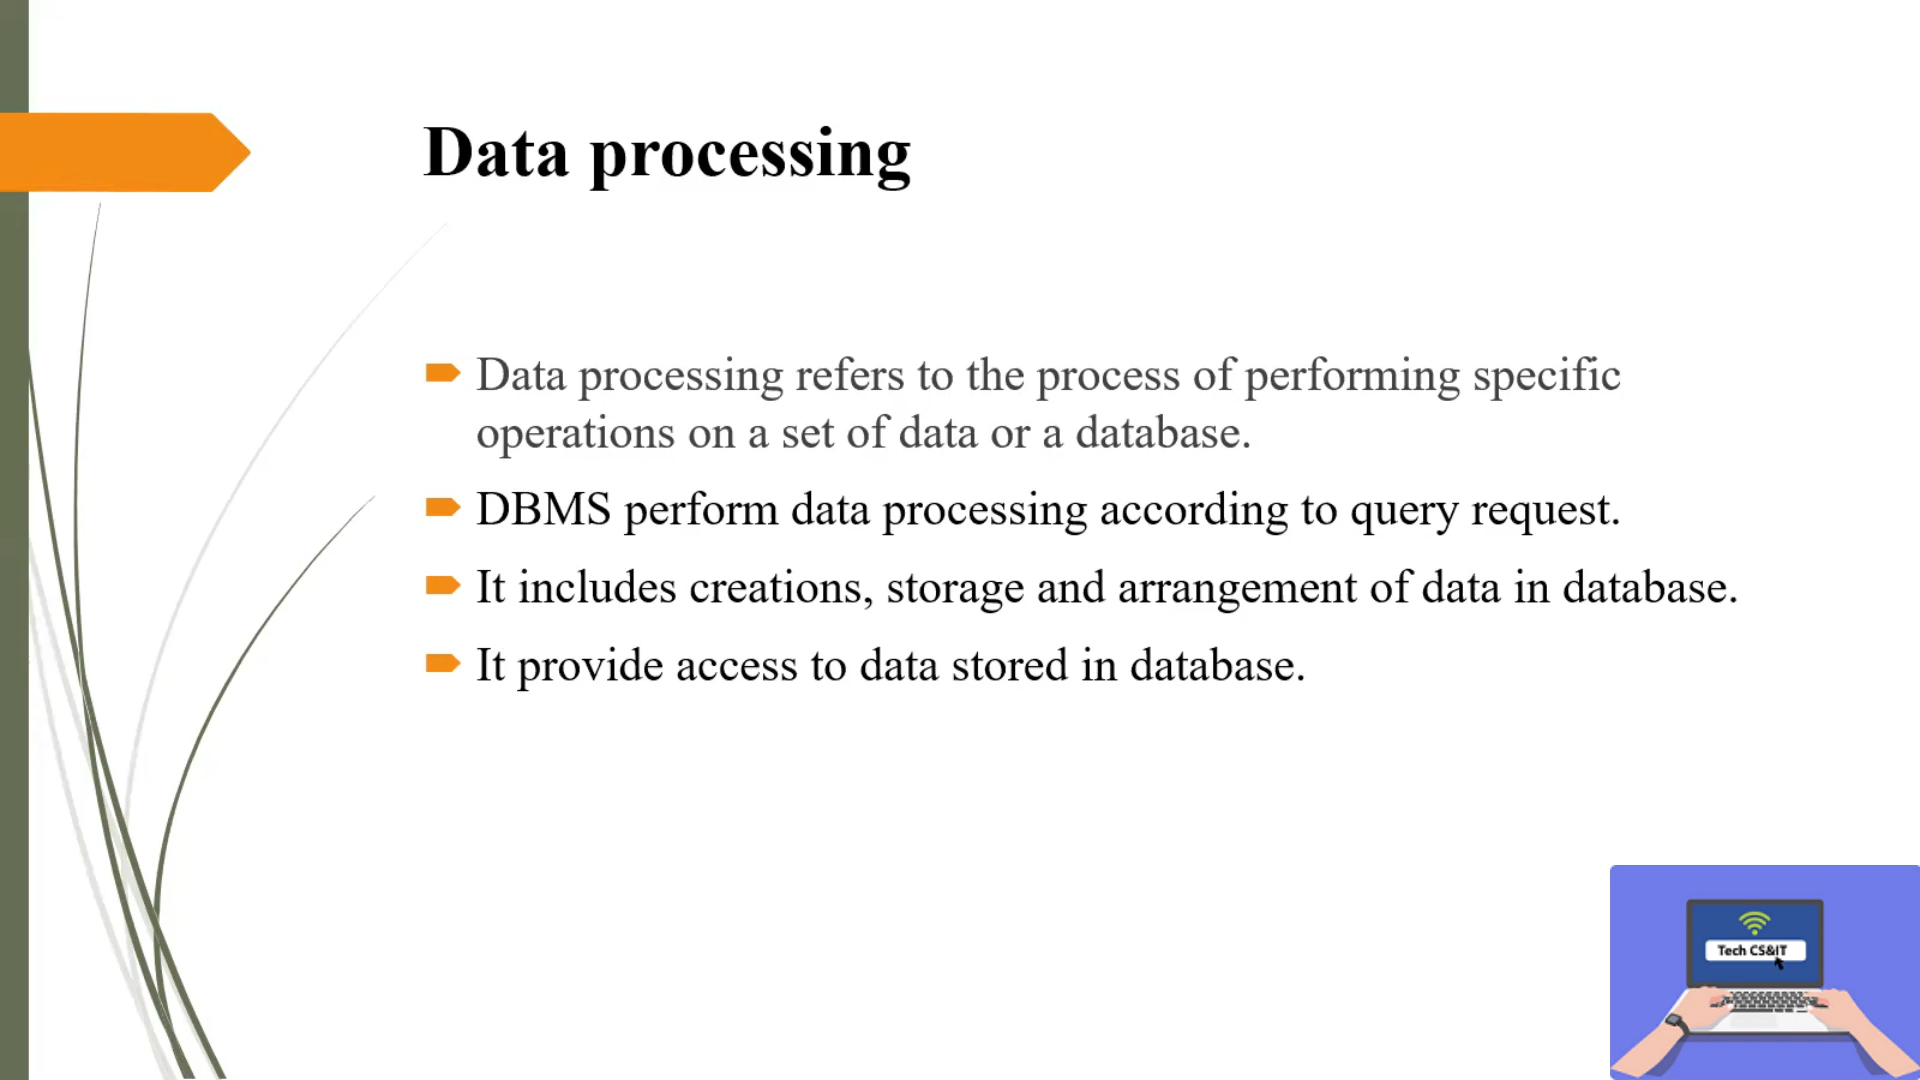 Data processing
Data processing refers to the process of performing specific
operations on a set of data or a database.
DBMS perform data processing according to query request.
It includes creations, storage and arrangement of data in database.
It provide access to data stored in database.
Tech CS&IT